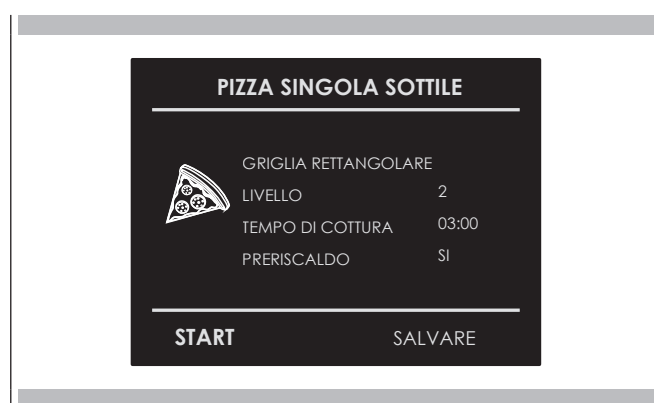 PIZZA SINGOLA SOTTILE
GRIGLIA RETTANGOLARE
LIVELLO 2
TEMPO DI COTTURA 03:00
PRERISCALDO SI
START SALVARE